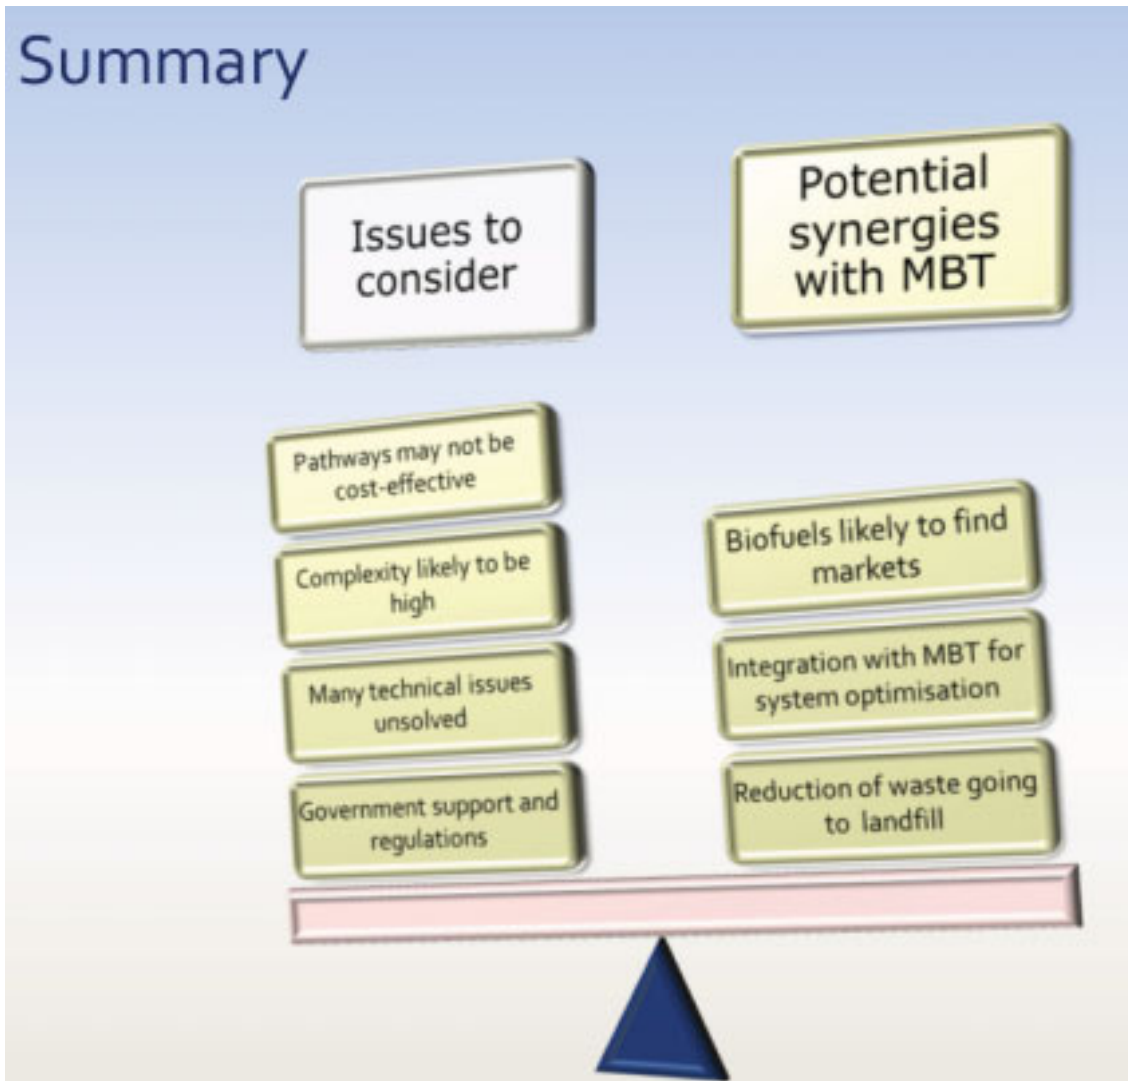 Summary
Issues to
consider
Pathways may not be
cost-effective
Complexity likely to be
high
Many technical issues
unsolved
Government support and
regulations
Potential
synergies
with MBT
Biofuels likely to find
markets
Integration with MBT for
system optimisation
Reduction of waste going
to landfill